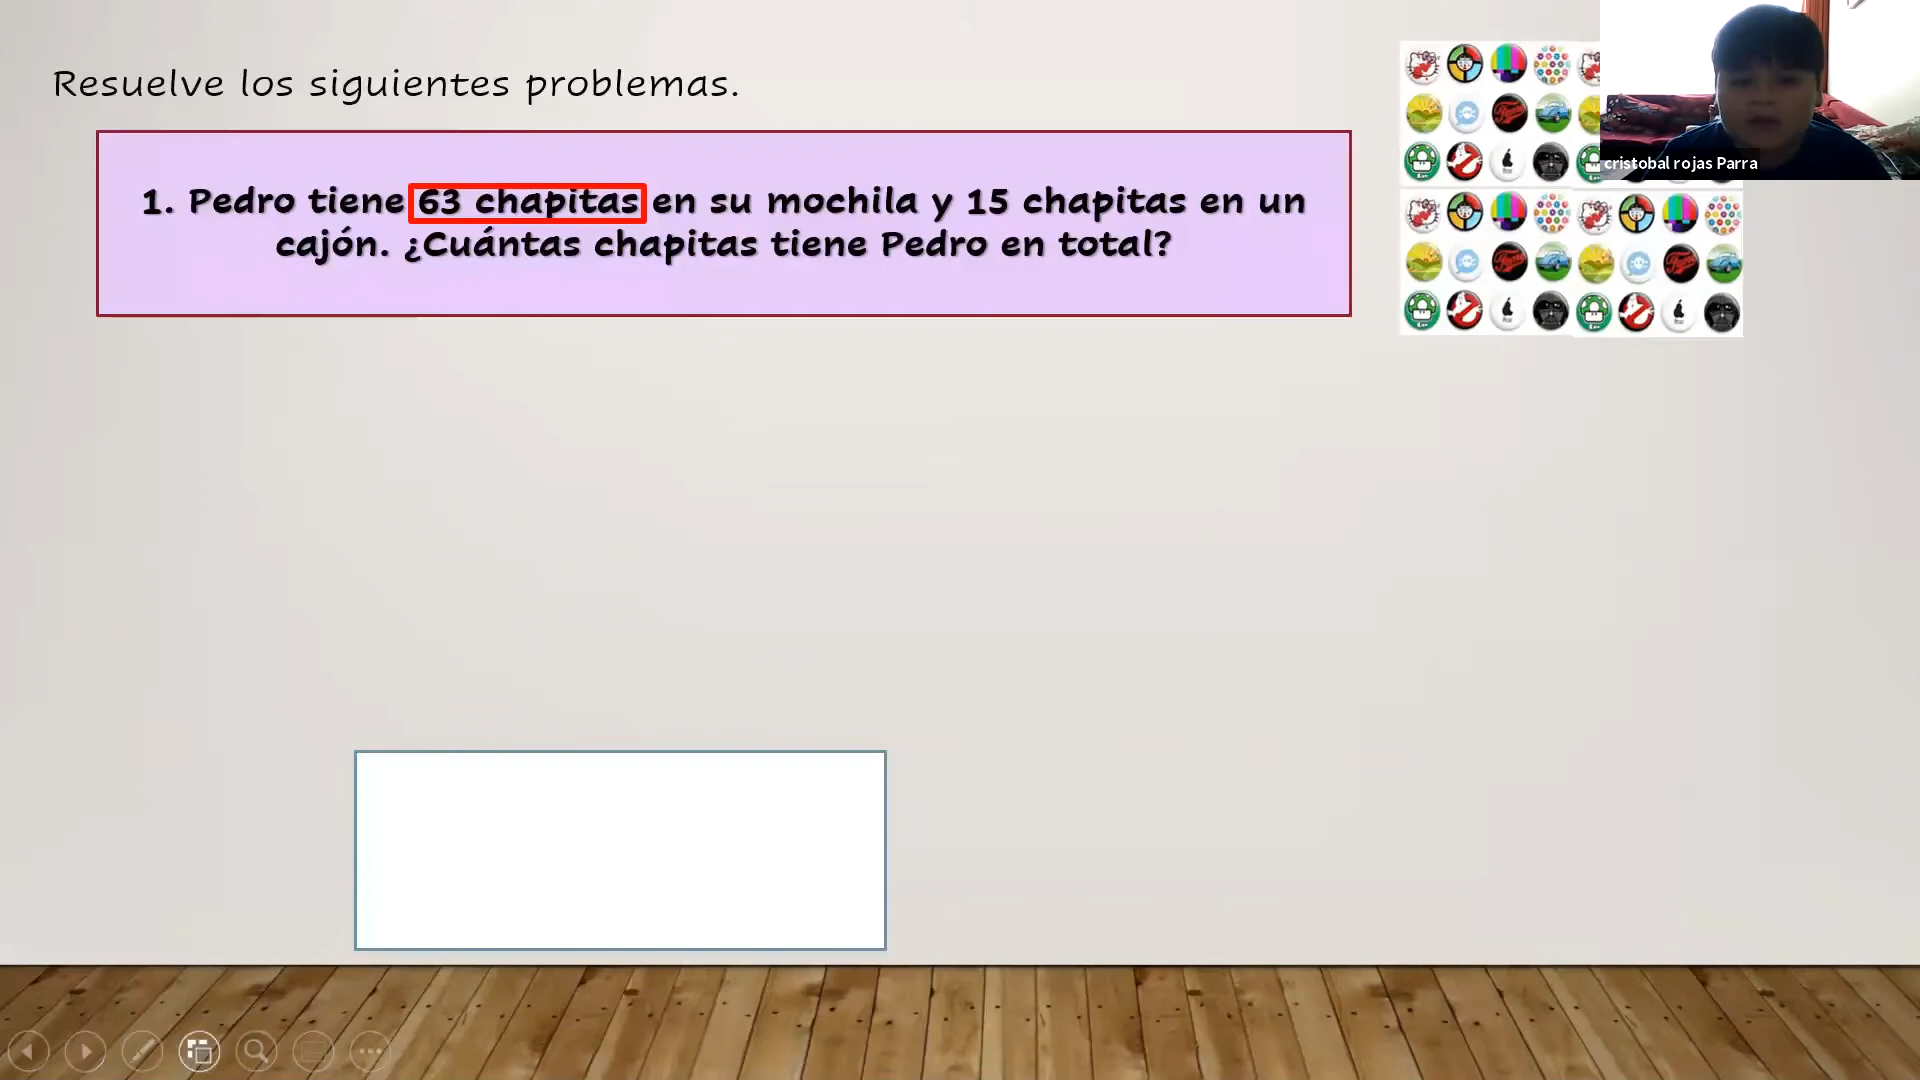 Resuelve los siguientes problemas.
1. Pedro tiene 63 chapitas en su mochila y 15 chapitas en un
cajón. ¿Cuántas chapitas tiene Pedro en total?
cristobal rojas Parra